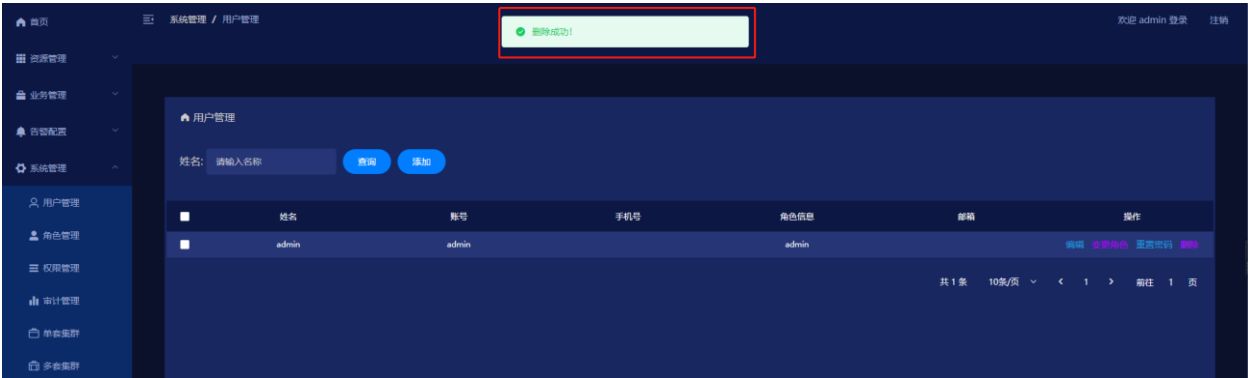 首页
系统管理 / 用户管理
删除成功!
欢迎 admin 登录 注销
资源管理
业务管理
告警配置
系统管理
用户管理
角色管理
权限管理
审计管理
单套集群
多套集群
用户管理
姓名: 请输入名称 查询 添加
姓名 账号 手机号 角色信息 邮箱 操作
admin admin admin 编辑 变更角色 重置密码 删除
共 1 条 10条/页 1 前往 1 页